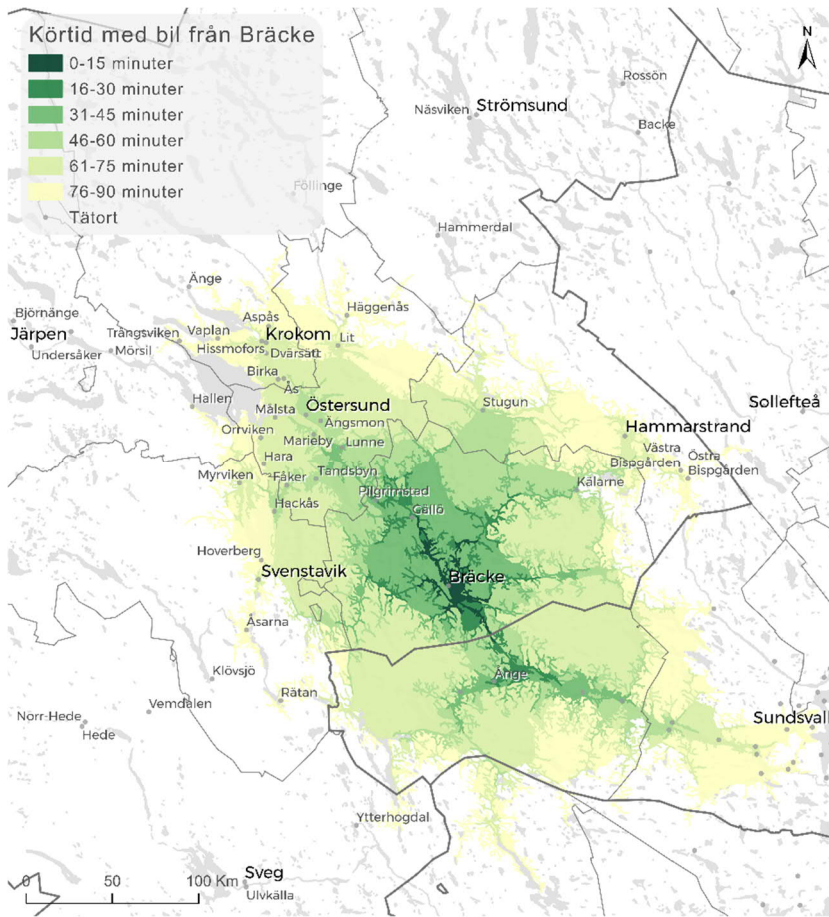 Körtid med bil från Bräcke
0-15 minuter
16-30 minuter
31-45 minuter
46-60 minuter
61-75 minuter
76-90 minuter
Tätort
N
Rossön
Näsviken
Strömsund
Backe
Föllinge
Hammerdal
Änge
Björnänge
Häggenås
Aspås
Järpen
Trångsviken
Vaplan
Krokom
Lit
Undersåker
Mörsil
Hissmofors
Dvärsätt
Birka
Ås
Hallen
Målsta
Östersund
Stugun
Sollefteå
Ängsmon
Hammarstrand
Orrviken
Marieby
Lunne
Västra
Bispgården
Östra
Bispgården
Hara
Myrviken
Fåker
Tandsbyn
Kälarne
Pilgrimstad
Hackås
Gällö
Hoverberg
Svenstavik
Bräcke
Åsarna
Klövsjö
Ånge
Rätan
Vemdalen
Norr-Hede
Hede
Sundsvall
Ytterhogdal
Sveg
Ulvkälla
0 50 100 Km